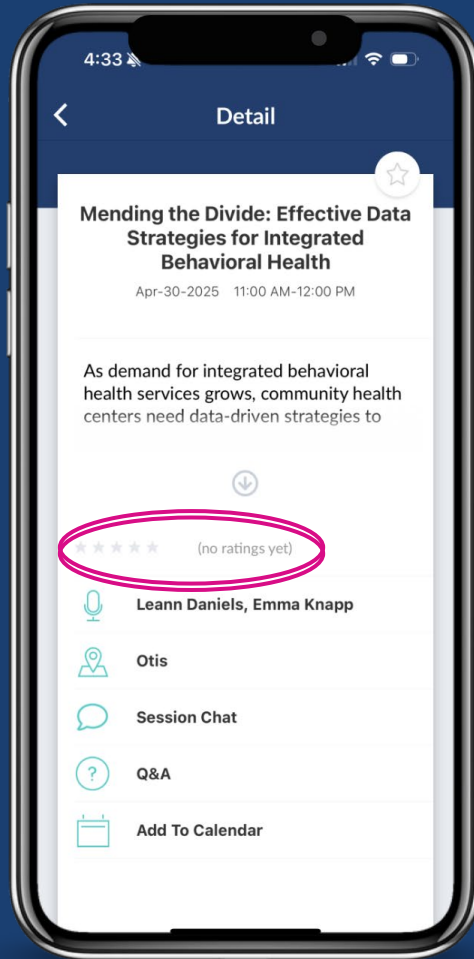 4:33
Detail
Mending the Divide: Effective Data
Strategies for Integrated
Behavioral Health
Apr-30-2025 11:00 AM-12:00 PM
As demand for integrated behavioral
health services grows, community health
centers need data-driven strategies to
(no ratings yet)
Leann Daniels, Emma Knapp
Otis
Session Chat
?
Q&A
Add To Calendar